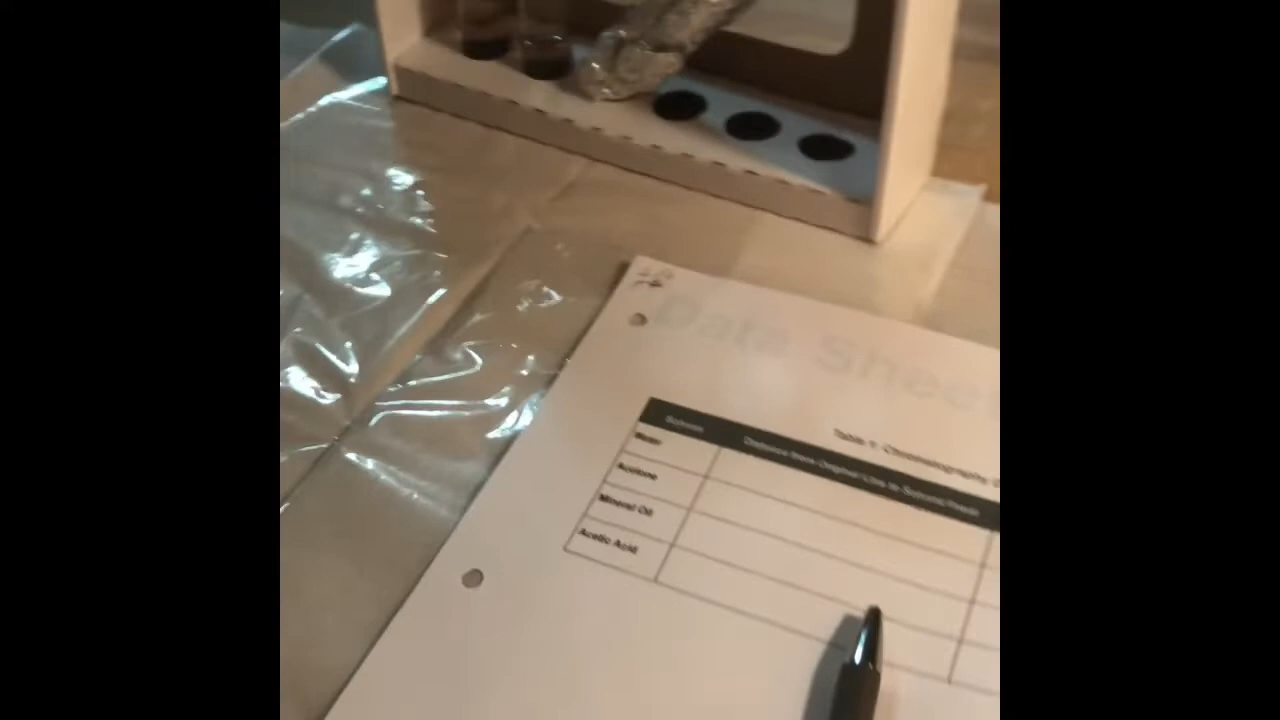 Data Sheet
Table 1: Chromatography
Solvent
Distance from Original Line to Solvent Front
Water
Acetone
Mineral Oil
Acetic Acid